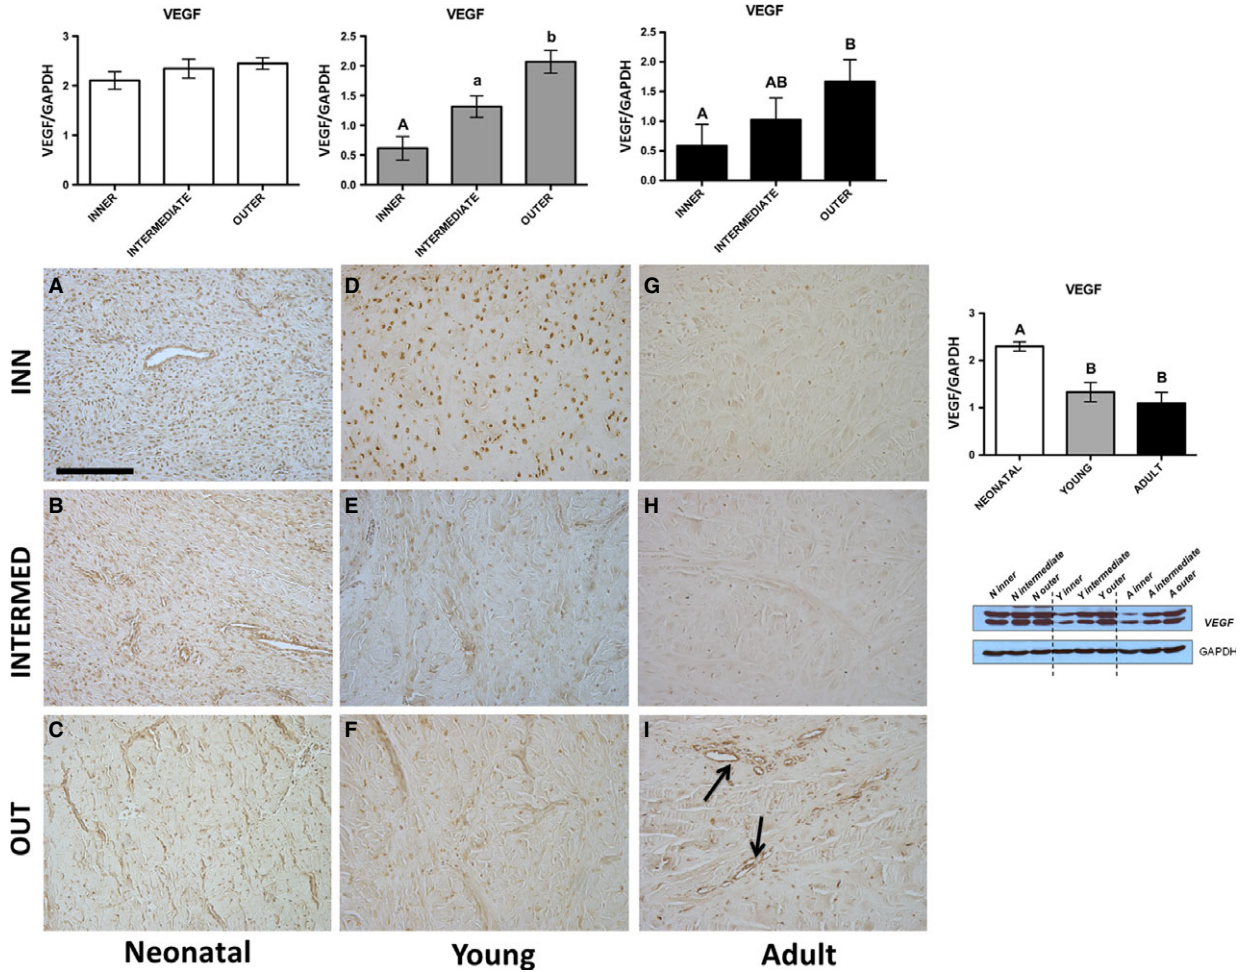 VEGF
VEGF/GAPDH
3
2
1
0
INNER
INTERMEDIATE
OUTER
VEGF
VEGF/GAPDH
2.5
2.0
1.5
1.0
0.5
0.0
A
a
b
INNER
INTERMEDIATE
OUTER
VEGF
VEGF/GAPDH
2.5
2.0
1.5
1.0
0.5
0.0
A
AB
B
INNER
INTERMEDIATE
OUTER
INN
A
D
G
INTERMED
B
E
H
OUT
C
F
I
Neonatal
Young
Adult
VEGF
VEGF/GAPDH
3
2
1
0
A
B
B
NEONATAL
YOUNG
ADULT
N inner
N intermediate
N outer
Y inner
Y intermediate
Y outer
A inner
A intermediate
A outer
VEGF
GAPDH